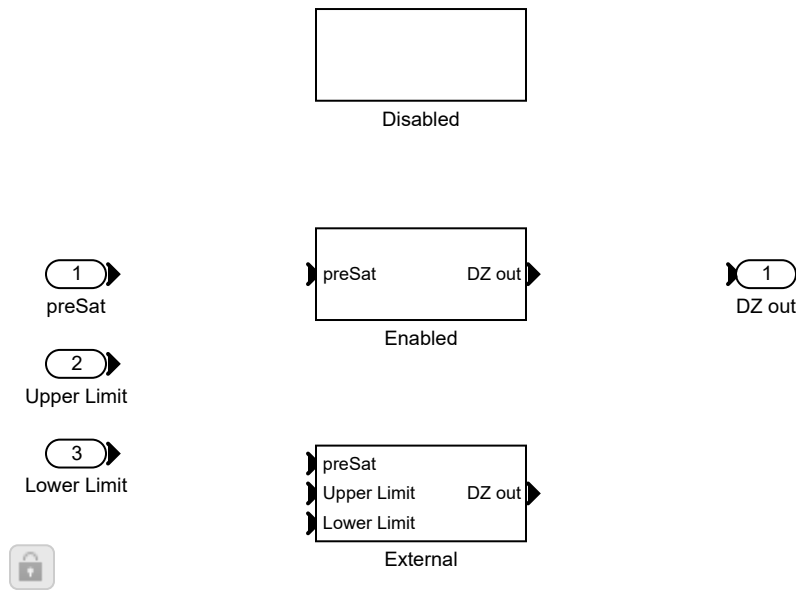 Disabled
1
preSat
preSat
DZ out
Enabled
1
DZ out
2
Upper Limit
3
Lower Limit
preSat
Upper Limit
DZ out
Lower Limit
External